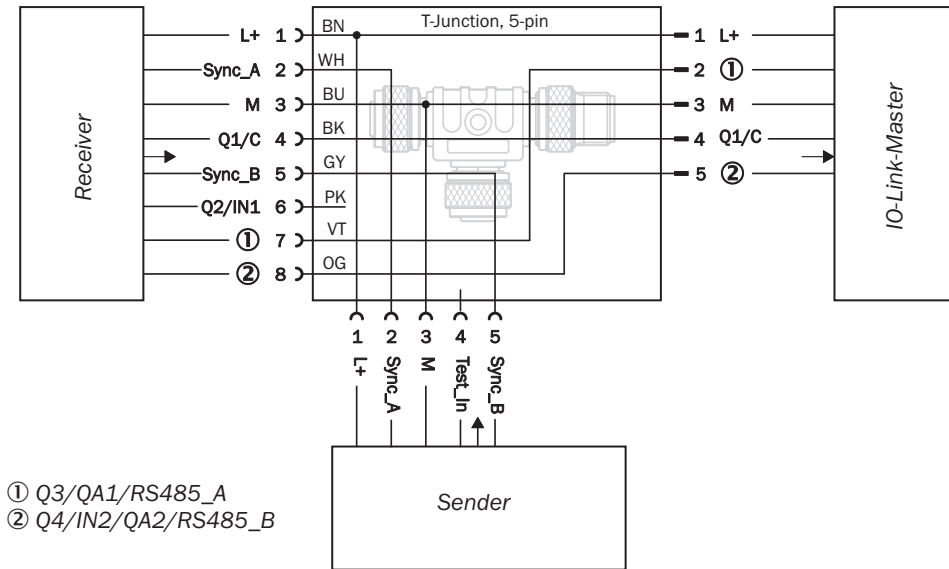 T-Junction, 5-pin
Receiver
L+ 1 BN
Sync_A 2 WH
M 3 BU
Q1/C 4 BK
Sync_B 5 GY
Q2/IN1 6 PK
① 7 VT
② 8 OG
1 L+
2 ①
3 M
4 Q1/C
5 ②
IO-Link-Master
1 2 3 4 5
L+ Sync_A M Test_In Sync_B
Sender
① Q3/QA1/RS485_A
② Q4/IN2/QA2/RS485_B